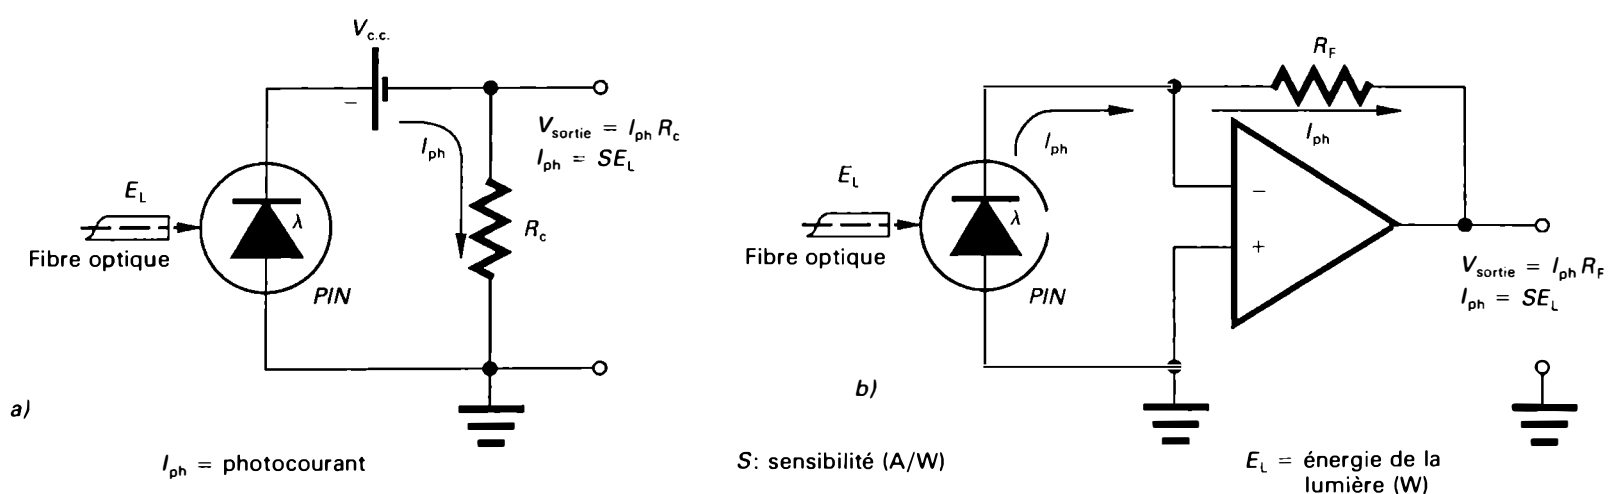 V_c.c.
−
I_ph
V_sortie = I_ph R_c
I_ph = SE_L
E_L
λ
R_c
Fibre optique
PIN
a)
R_F
I_ph
I_ph
E_L
λ
−
+
Fibre optique
PIN
V_sortie = I_ph R_F
I_ph = SE_L
b)
I_ph = photocourant
S: sensibilité (A/W)
E_L = énergie de la
lumière (W)